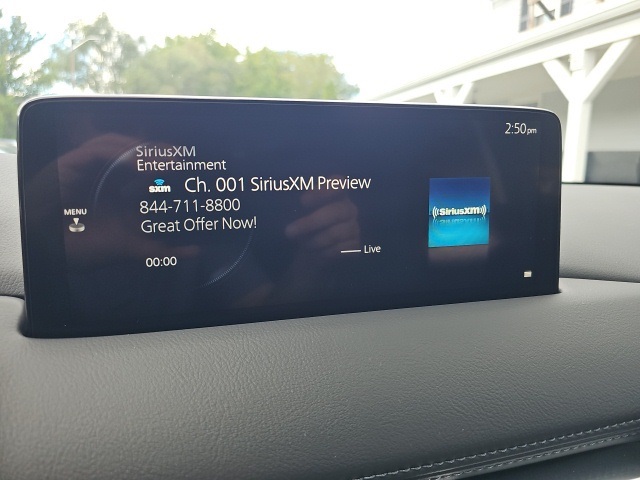 2:50pm
SiriusXM
Entertainment
sxm Ch. 001 SiriusXM Preview
844-711-8800
Great Offer Now!
MENU
((SiriusXM))
00:00
Live